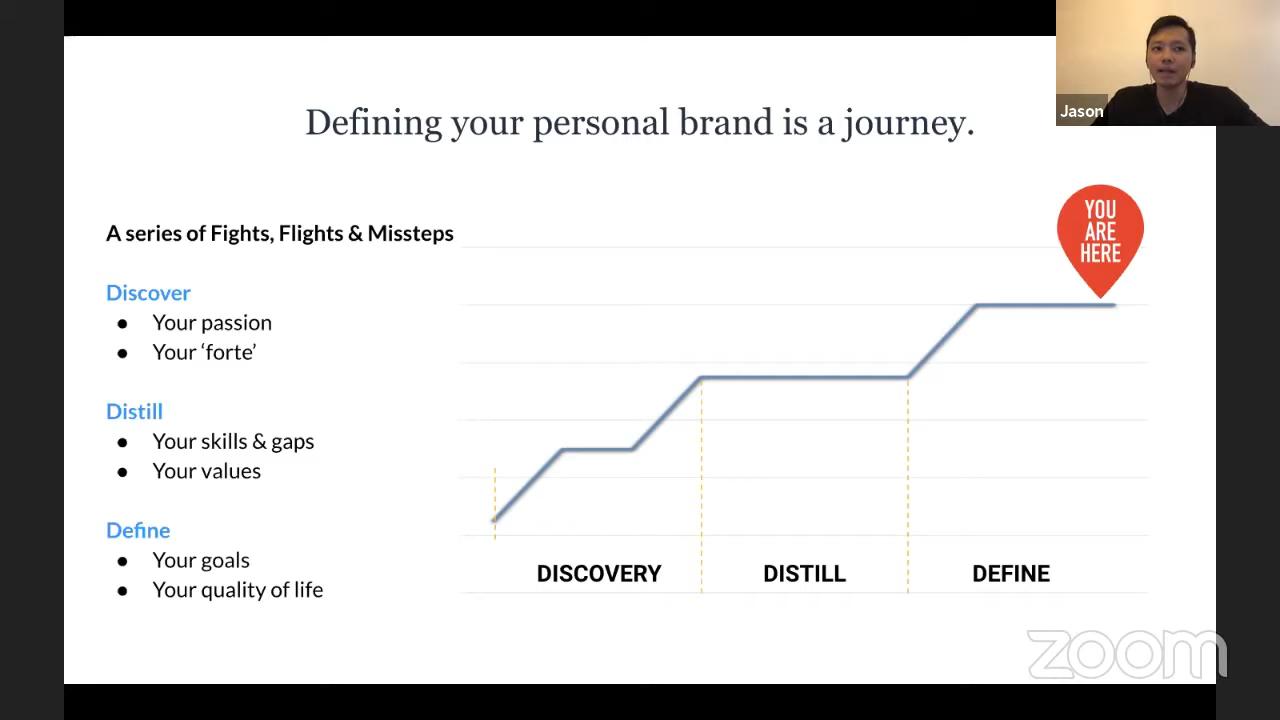 Jason
Defining your personal brand is a journey.
A series of Fights, Flights & Missteps
Discover
● Your passion
● Your ‘forte’
Distill
● Your skills & gaps
● Your values
Define
● Your goals
● Your quality of life
YOU
ARE
HERE
DISCOVERY
DISTILL
DEFINE
zoom